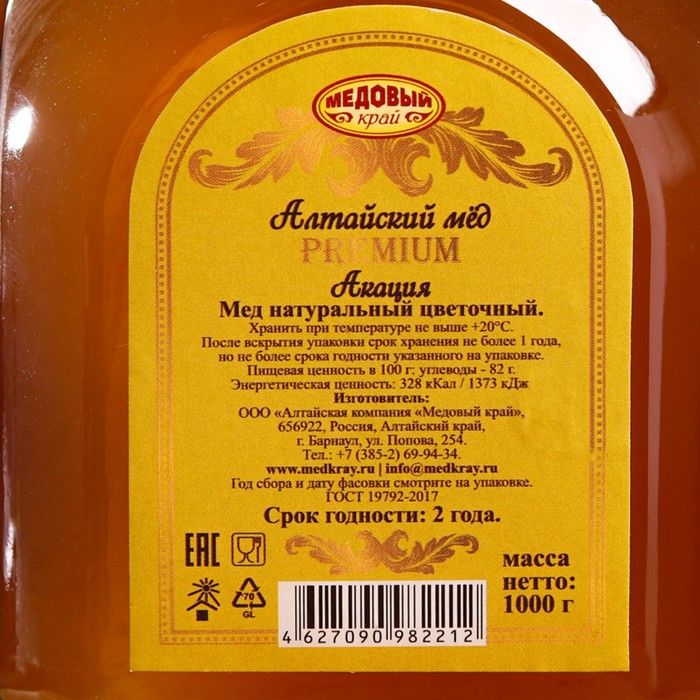 МЕДОВЫЙ
край
Алтайский мёд
PREMIUM
Акация
Мед натуральный цветочный.
Хранить при температуре не выше +20°С.
После вскрытия упаковки срок хранения не более 1 года,
но не более срока годности указанного на упаковке.
Пищевая ценность в 100 г: углеводы - 82 г.
Энергетическая ценность: 328 кКал / 1373 кДж
Изготовитель:
ООО «Алтайская компания «Медовый край»,
656922, Россия, Алтайский край,
г. Барнаул, ул. Попова, 254.
Тел.: +7 (385-2) 69-94-34.
www.medkray.ru | info@medkray.ru
Год сбора и дату фасовки смотрите на упаковке.
ГОСТ 19792-2017
Срок годности: 2 года.
EAC
масса
нетто:
1000 г
70
GL
4 627090 982212